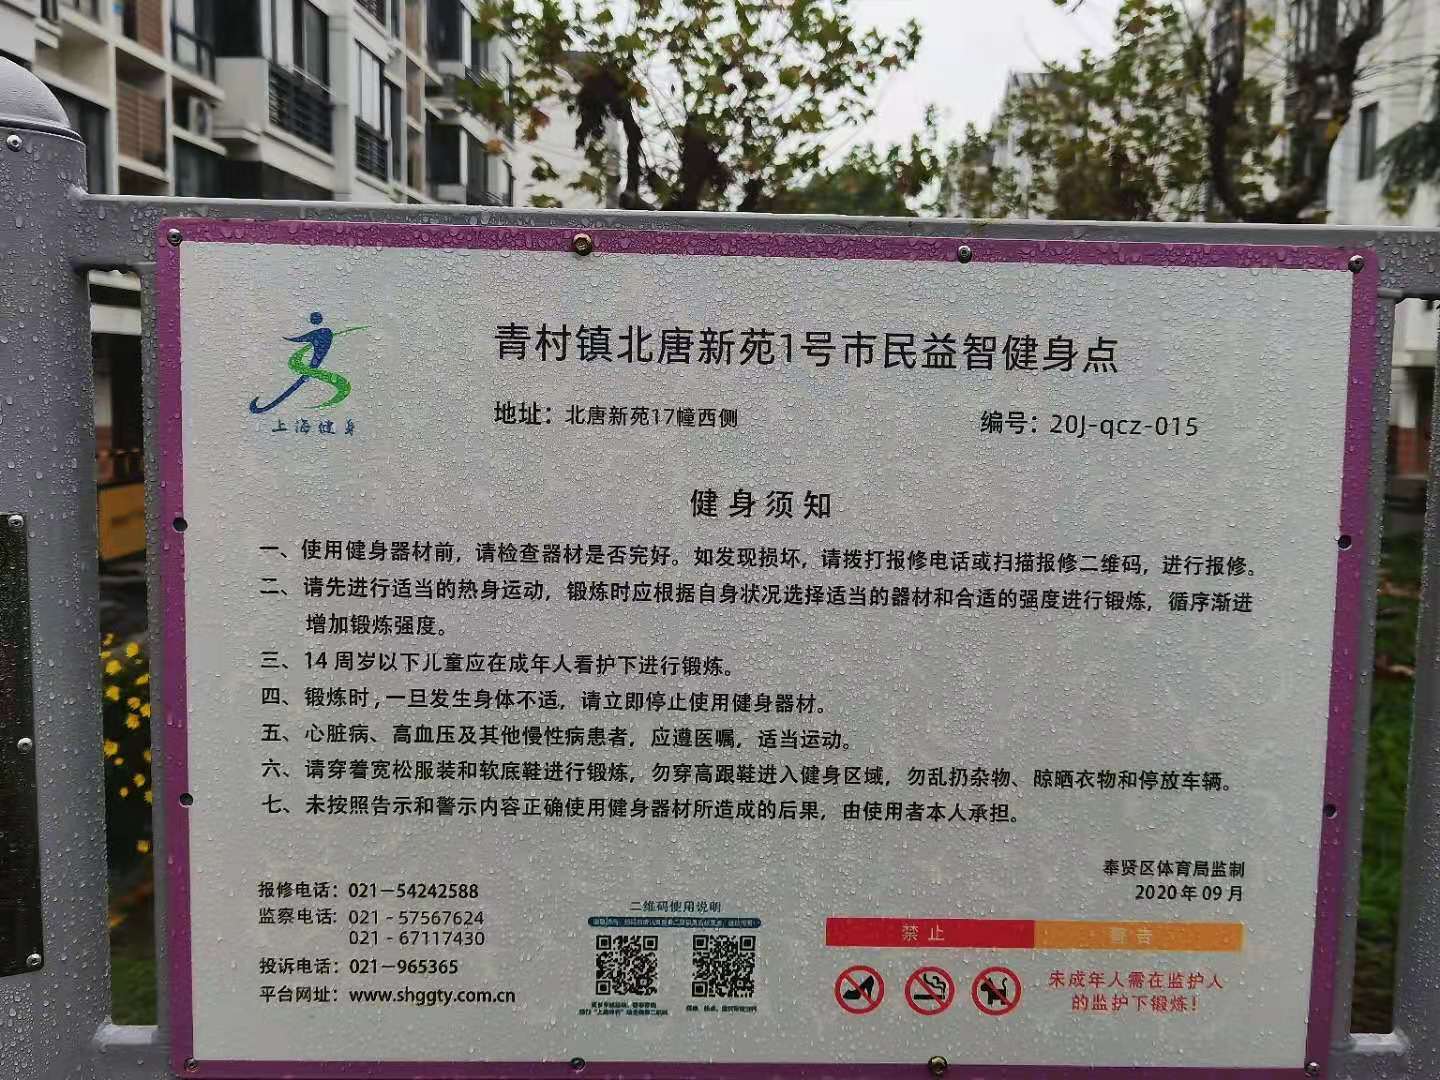 上海健身
青村镇北唐新苑1号市民益智健身点
地址：北唐新苑17幢西侧
编号：20J-qcz-015
健身须知
一、使用健身器材前，请检查器材是否完好。如发现损坏，请拨打报修电话或扫描报修二维码，进行报修。
二、请先进行适当的热身运动，锻炼时应根据自身状况选择适当的器材和合适的强度进行锻炼，循序渐进
增加锻炼强度。
三、14周岁以下儿童应在成年人看护下进行锻炼。
四、锻炼时，一旦发生身体不适，请立即停止使用健身器材。
五、心脏病、高血压及其他慢性病患者，应遵医嘱，适当运动。
六、请穿着宽松服装和软底鞋进行锻炼，勿穿高跟鞋进入健身区域，勿乱扔杂物、晾晒衣物和停放车辆。
七、未按照告示和警示内容正确使用健身器材所造成的后果，由使用者本人承担。
奉贤区体育局监制
2020年09月
报修电话：021-54242588
监察电话：021-57567624
021-67117430
投诉电话：021-965365
平台网址：www.shggty.com.cn
二维码使用说明
禁止
警告
未成年人需在监护人
的监护下锻炼！